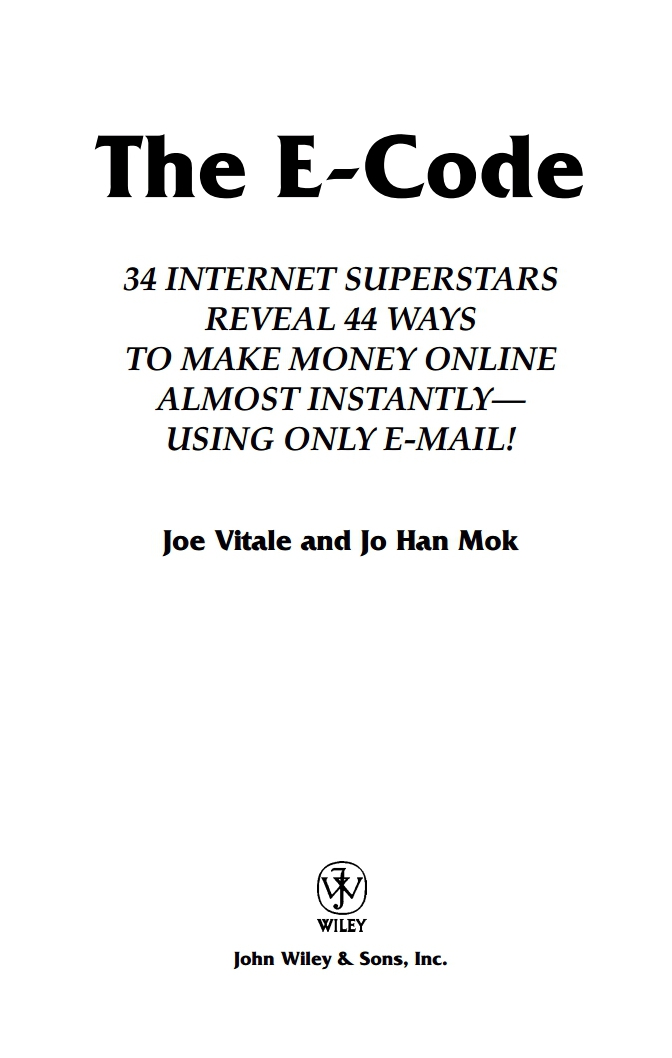 The E-Code
34 INTERNET SUPERSTARS
REVEAL 44 WAYS
TO MAKE MONEY ONLINE
ALMOST INSTANTLY—
USING ONLY E-MAIL!
Joe Vitale and Jo Han Mok
WILEY
John Wiley & Sons, Inc.